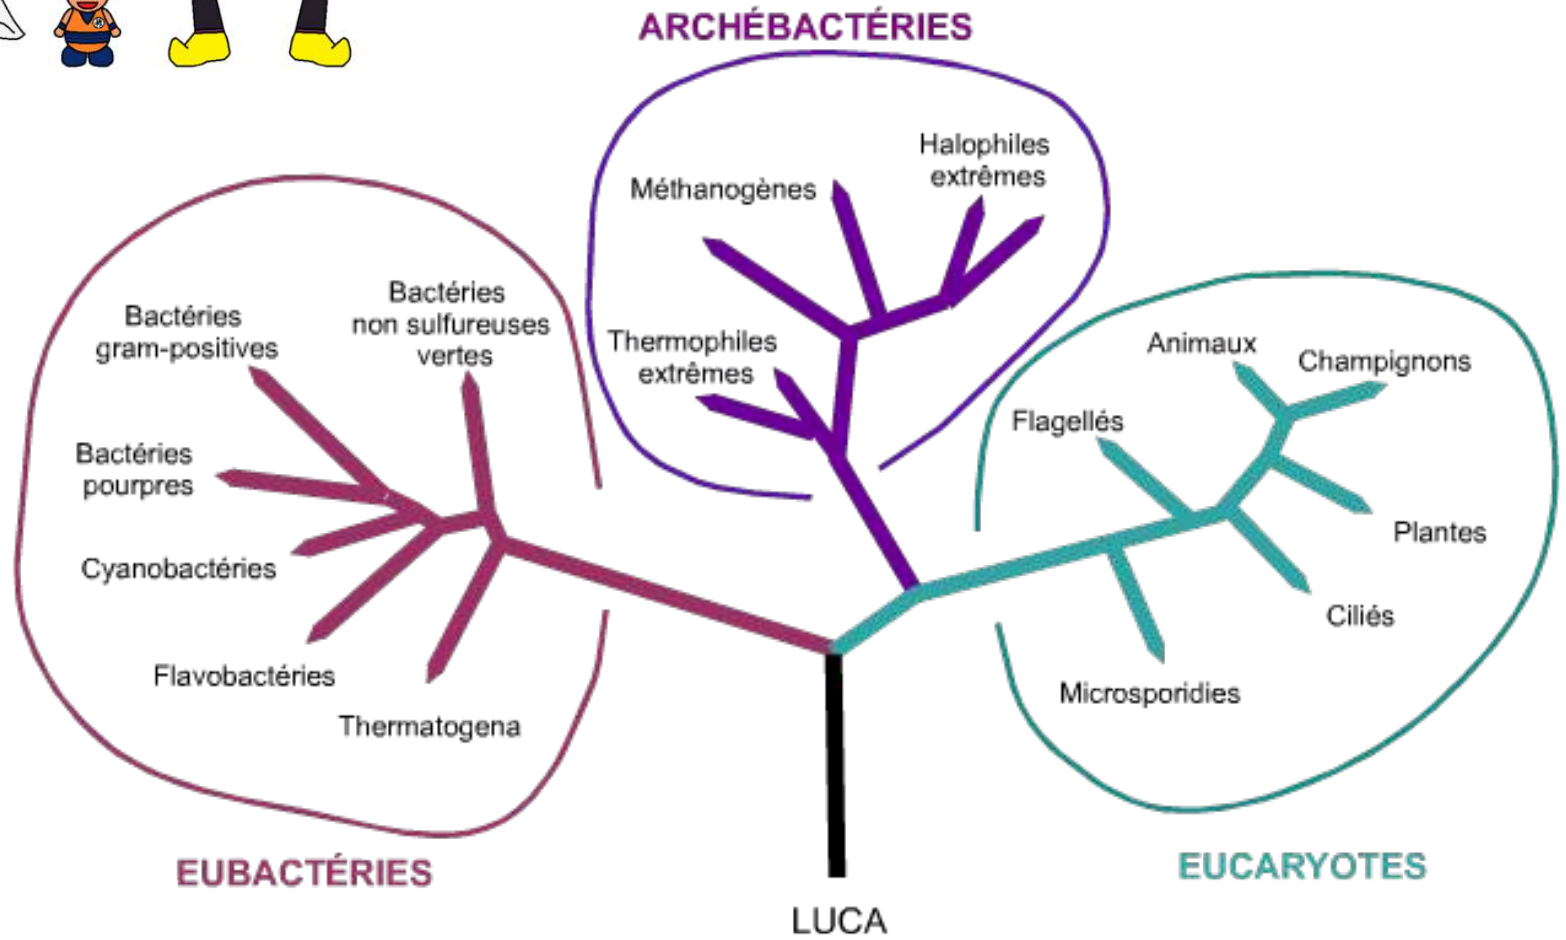 ARCHÉBACTÉRIES
Halophiles
extrêmes
Méthanogènes
Thermophiles
extrêmes
Bactéries
non sulfureuses
vertes
Bactéries
gram-positives
Bactéries
pourpres
Cyanobactéries
Flavobactéries
Thermatogena
EUBACTÉRIES
Animaux
Champignons
Flagellés
Plantes
Ciliés
Microsporidies
EUCARYOTES
LUCA